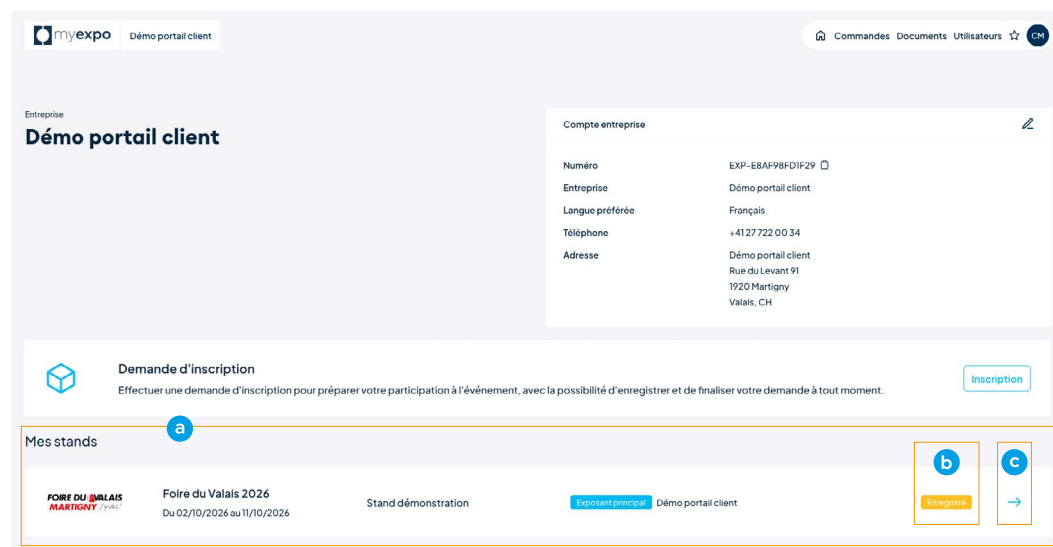 myexpo Démo portail client Commandes Documents Utilisateurs CM
Entreprise
Démo portail client
Compte entreprise
Numéro EXP-E8AF98FD1F29
Entreprise Démo portail client
Langue préférée Français
Téléphone +41 27 722 00 34
Adresse Démo portail client
Rue du Levant 91
1920 Martigny
Valais, CH
Demande d'inscription
Effectuer une demande d'inscription pour préparer votre participation à l'événement, avec la possibilité d'enregistrer et de finaliser votre demande à tout moment.
Inscription
a
Mes stands
b c
FOIRE DU VALAIS
MARTIGNY
Foire du Valais 2026
Du 02/10/2026 au 11/10/2026
Stand démonstration
Exposant principal Démo portail client
Enregistré